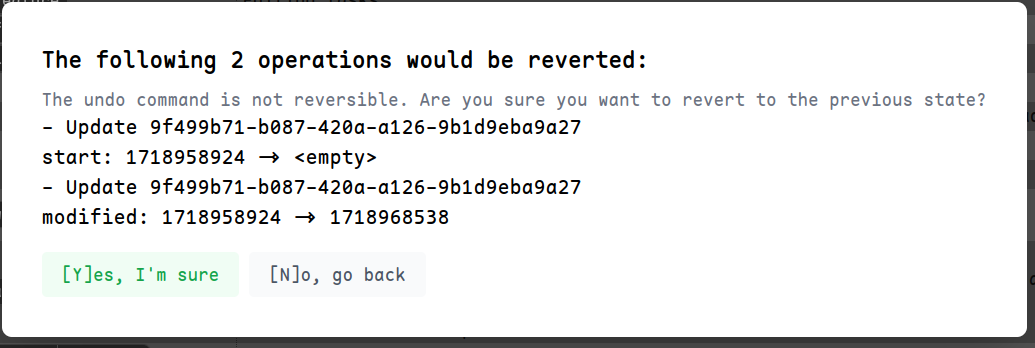 The following 2 operations would be reverted:
The undo command is not reversible. Are you sure you want to revert to the previous state?
- Update 9f499b71-b087-420a-a126-9b1d9eba9a27
start: 1718958924 → <empty>
- Update 9f499b71-b087-420a-a126-9b1d9eba9a27
modified: 1718958924 → 1718968538
[Y]es, I'm sure
[N]o, go back